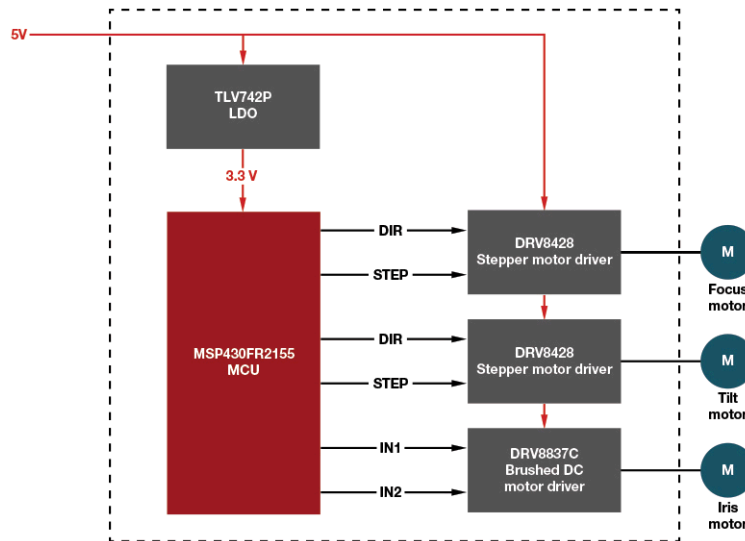 5V
TLV742P
LDO
3.3 V
MSP430FR2155
MCU
DIR
STEP
DIR
STEP
IN1
IN2
DRV8428
Stepper motor driver
DRV8428
Stepper motor driver
DRV8837C
Brushed DC
motor driver
M
Focus
motor
M
Tilt
motor
M
Iris
motor